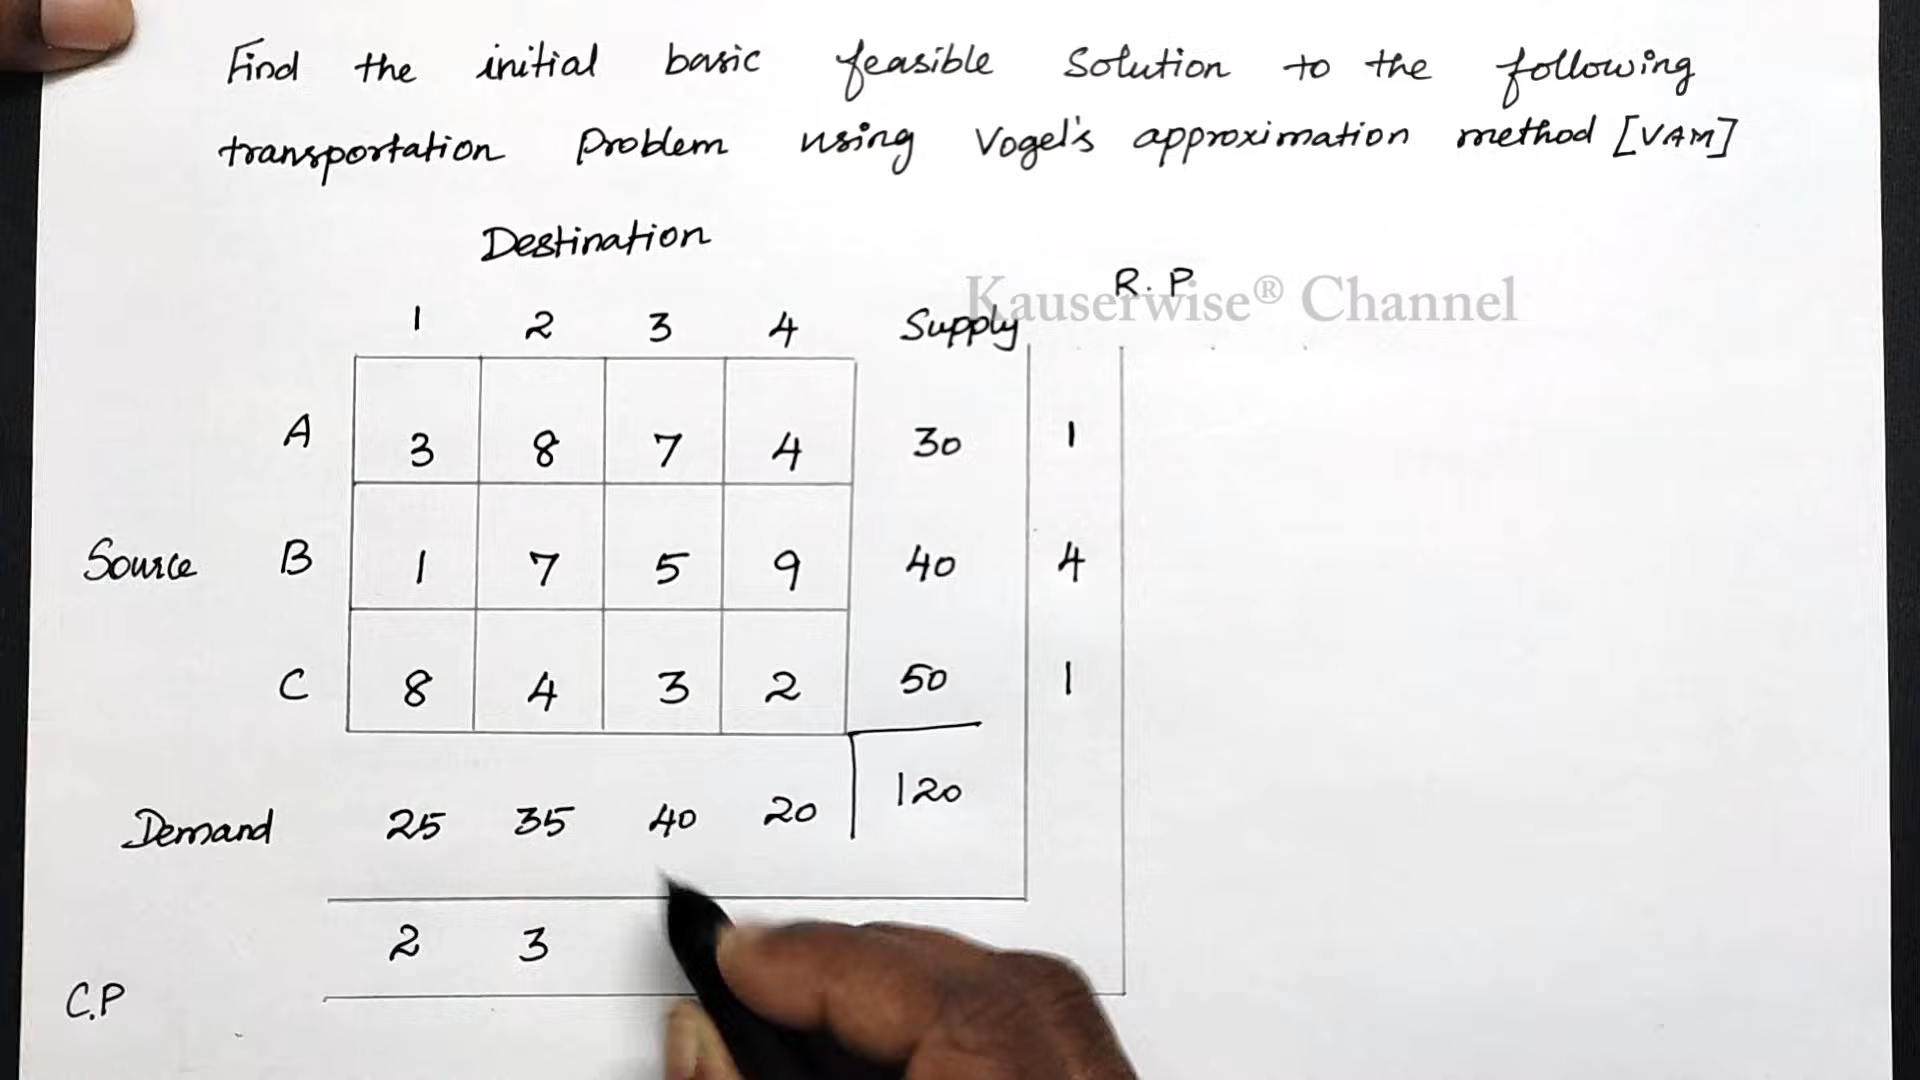 Find the initial basic feasible Solution to the following
transportation Problem using Vogel's approximation method [VAM]
Destination
R. P
Kauserwise® Channel
1 2 3 4 Supply
A 3 8 7 4 30 1
Source B 1 7 5 9 40 4
C 8 4 3 2 50 1
Demand 25 35 40 20 120
2 3
C.P